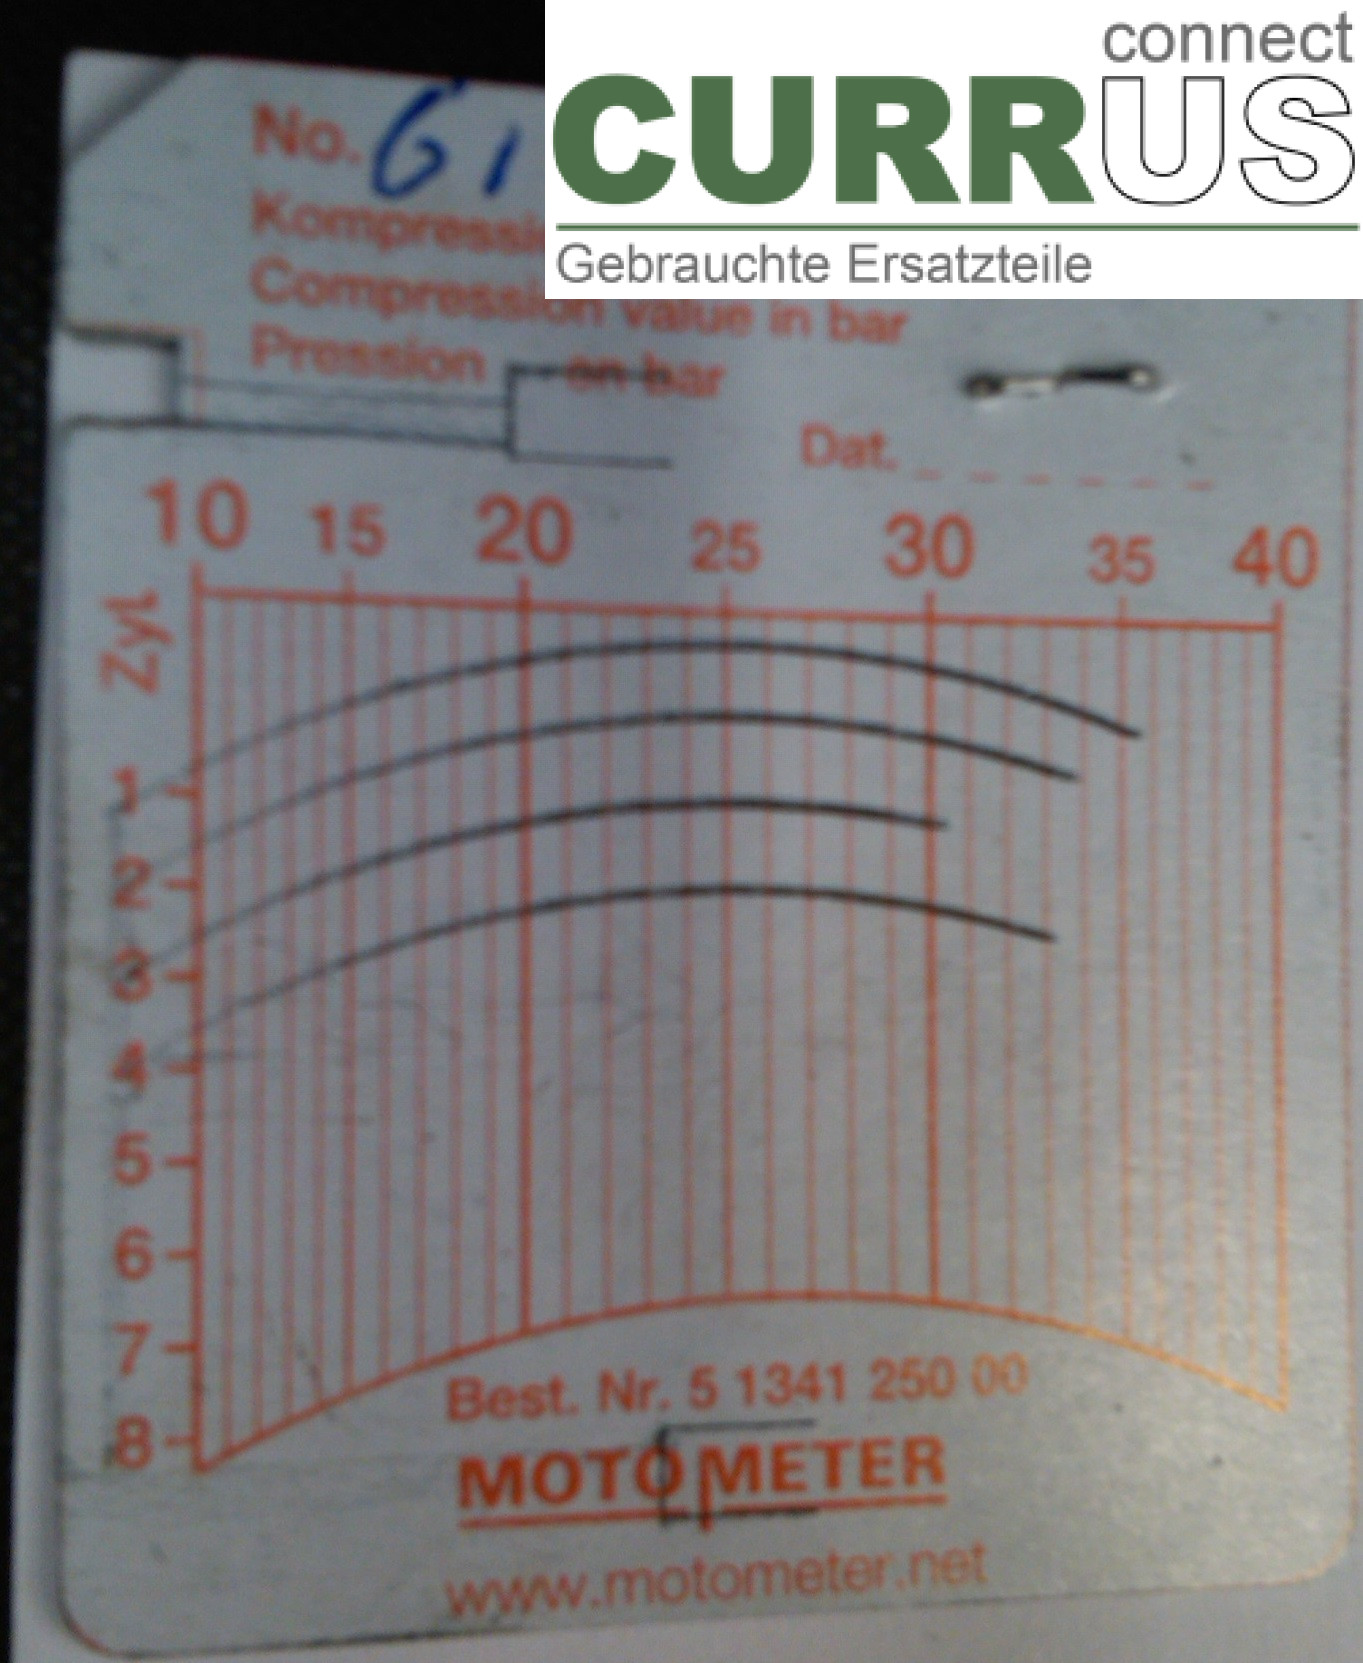 connect
CURRUS
Gebrauchte Ersatzteile
No. G1
Compression value in bar
Pression en bar
Dat.
10 15 20 25 30 35 40
Zyl.
1
2
3
4
5
6
7
8
Best. Nr. 5 1341 250 00
MOTOMETER
www.motometer.net